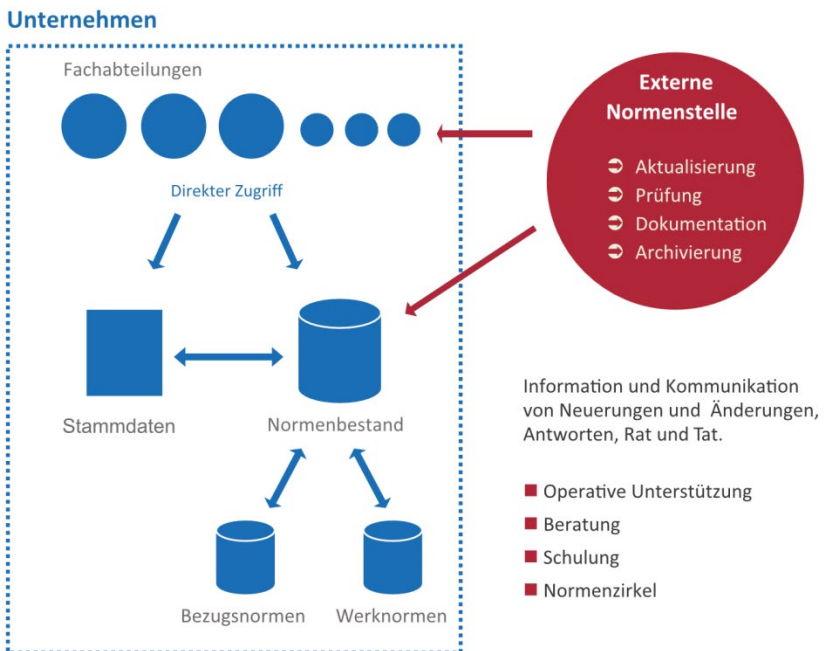 Unternehmen
Fachabteilungen
Direkter Zugriff
Stammdaten
Normenbestand
Bezugsnormen
Werknormen
Externe
Normenstelle
Aktualisierung
Prüfung
Dokumentation
Archivierung
Information und Kommunikation
von Neuerungen und Änderungen,
Antworten, Rat und Tat.
Operative Unterstützung
Beratung
Schulung
Normenzirkel